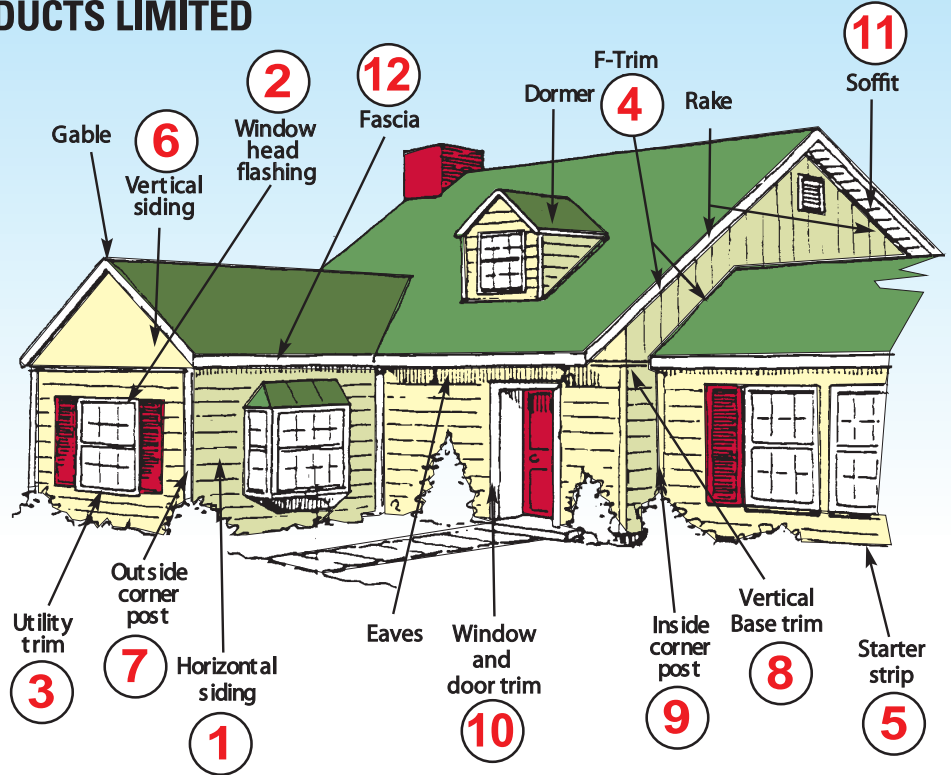 DUCTS LIMITED
11
Soffit
F-Trim
4
Dormer
Rake
12
Fascia
2
Window
head
flashing
Gable
6
Vertical
siding
Utility
trim
3
Outside
corner
post
7
Horizontal
siding
1
Eaves
Window
and
door trim
10
Inside
corner
post
9
Vertical
Base trim
8
Starter
strip
5